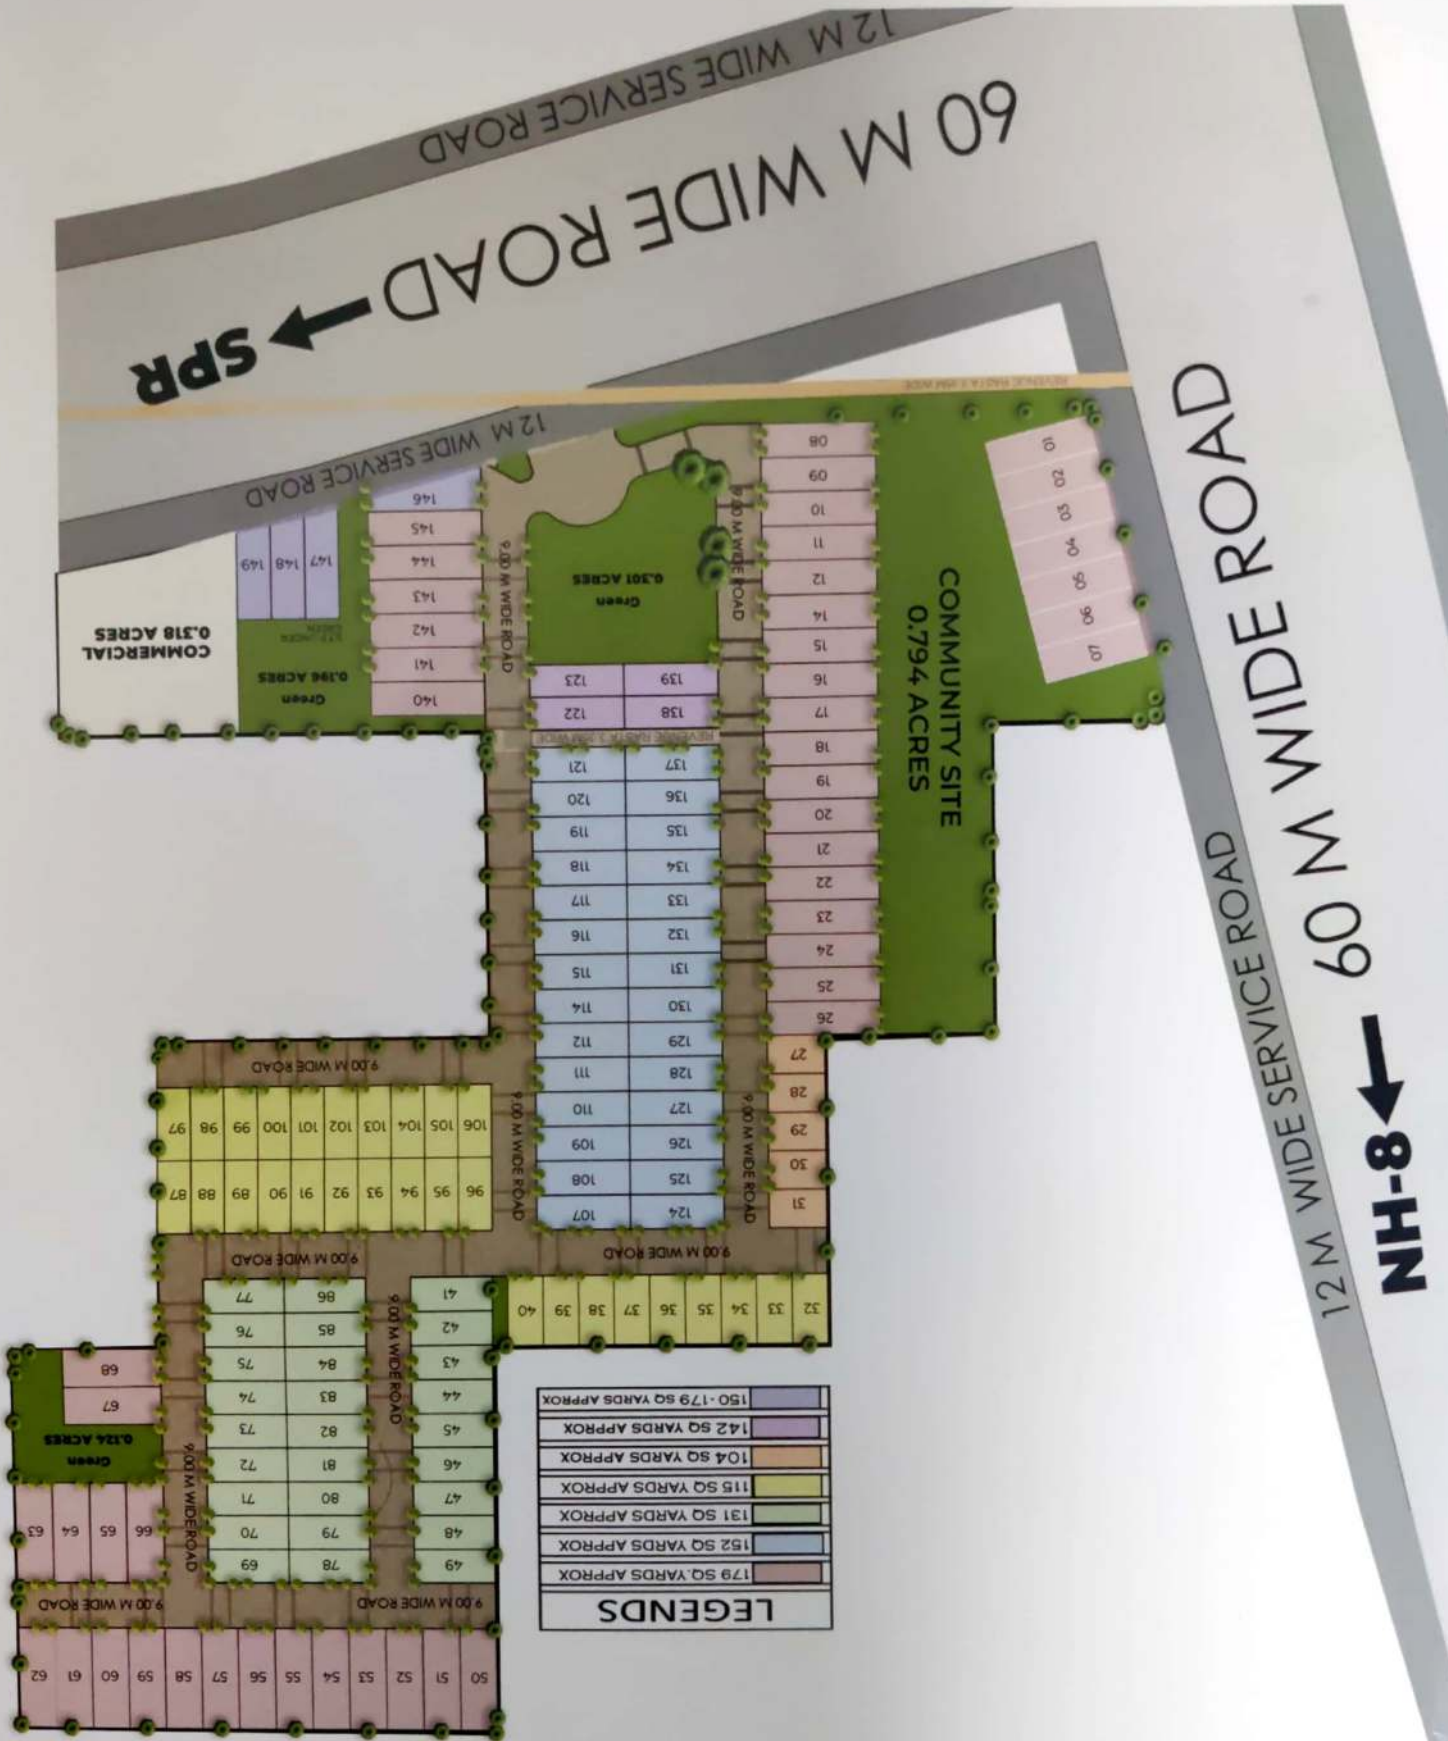 50 51 52 53 54 55 56 57 58 59 60 61 62
9.00 M WIDE ROAD
9.00 M WIDE ROAD
LEGENDS
179 SQ.YARDS APPROX
152 SQ YARDS APPROX
131 SQ YARDS APPROX
115 SQ YARDS APPROX
104 SQ YARDS APPROX
142 SQ YARDS APPROX
150-179 SQ YARDS APPROX
49 78 69
48 79 70
47 80 71
46 81 72
45 82 73
44 83 74
43 84 75
42 85 76
41 86 77
9.00 M WIDE ROAD
9.00 M WIDE ROAD
66 65 64 63
Green
0.124 ACRES
67
68
32 33 34 35 36 37 38 39 40
9.00 M WIDE ROAD
9.00 M WIDE ROAD
96 95 94 93 92 91 90 89 88 87
106 105 104 103 102 101 100 99 98 97
9.00 M WIDE ROAD
31
30
29
28
27
26
25
24
23
22
21
20
19
18
17
16
15
14
12
11
10
09
08
9.00 M WIDE ROAD
9.00 M WIDE ROAD
124 107
125 108
126 109
127 110
128 111
129 112
130 114
131 115
132 116
133 117
134 118
135 119
136 120
137 121
REVENUE RASTA 3.35M WIDE
138 122
139 123
Green
0.301 ACRES
9.00 M WIDE ROAD
9.00 M WIDE ROAD
COMMUNITY SITE
0.794 ACRES
07
06
05
04
03
02
01
140
141
142
143
144
145
146
Green
0.196 ACRES
147 148 149
COMMERCIAL
0.318 ACRES
12 M WIDE SERVICE ROAD
NH-8
60 M WIDE ROAD
12 M WIDE SERVICE ROAD
SPR
60 M WIDE ROAD
12 M WIDE SERVICE ROAD